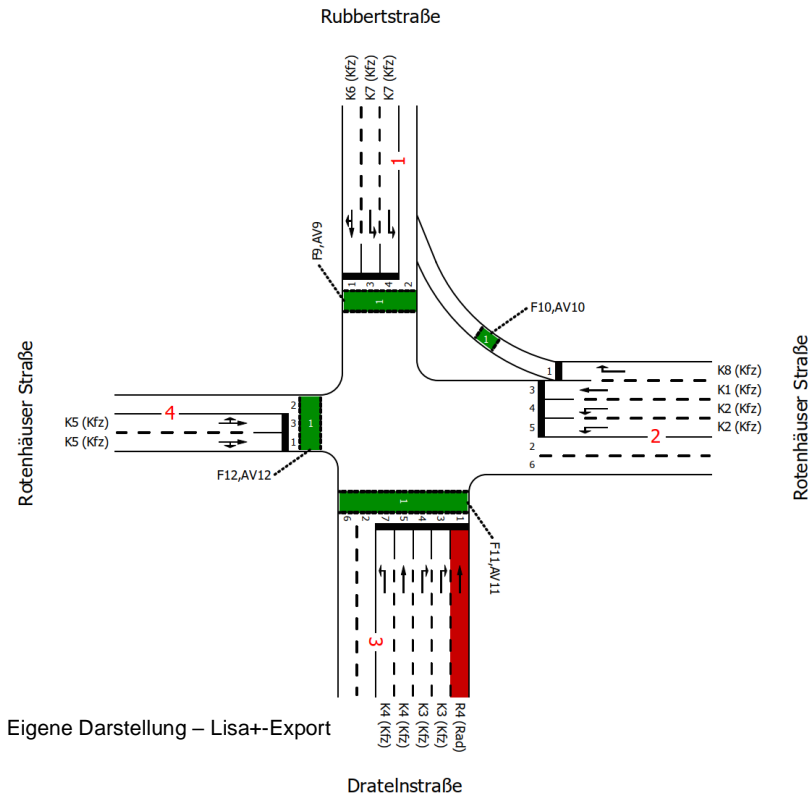 Rubbertstraße
K6 (Kfz)
K7 (Kfz)
K7 (Kfz)
1
F9,AV9
1
3
4
2
1
F10,AV10
1
Rotenhäuser Straße
Rotenhäuser Straße
1
K8 (Kfz)
3
K1 (Kfz)
4
K2 (Kfz)
5
K2 (Kfz)
2
2
6
4
K5 (Kfz)
K5 (Kfz)
2
3
1
1
F12,AV12
1
6
2
7
5
4
3
1
F11,AV11
3
K4 (Kfz)
K4 (Kfz)
K3 (Kfz)
K3 (Kfz)
R4 (Rad)
Eigene Darstellung – Lisa+-Export
Dratelnstraße